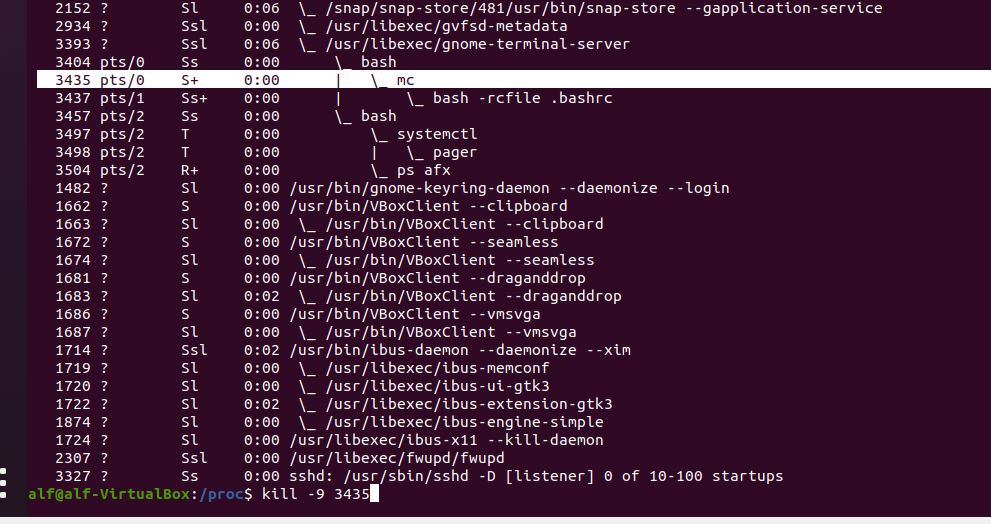 2152 ?        Sl     0:06  \_ /snap/snap-store/481/usr/bin/snap-store --gapplication-service
2934 ?        Ssl    0:00  \_ /usr/libexec/gvfsd-metadata
3393 ?        Ssl    0:06  \_ /usr/libexec/gnome-terminal-server
3404 pts/0    Ss     0:00      \_ bash
3435 pts/0    S+     0:00      |   \_ mc
3437 pts/1    Ss+    0:00      |       \_ bash -rcfile .bashrc
3457 pts/2    Ss     0:00      \_ bash
3497 pts/2    T      0:00          \_ systemctl
3498 pts/2    T      0:00          |   \_ pager
3504 pts/2    R+     0:00          \_ ps afx
1482 ?        Sl     0:00 /usr/bin/gnome-keyring-daemon --daemonize --login
1662 ?        S      0:00 /usr/bin/VBoxClient --clipboard
1663 ?        Sl     0:00  \_ /usr/bin/VBoxClient --clipboard
1672 ?        S      0:00 /usr/bin/VBoxClient --seamless
1674 ?        Sl     0:00  \_ /usr/bin/VBoxClient --seamless
1681 ?        S      0:00 /usr/bin/VBoxClient --draganddrop
1683 ?        Sl     0:02  \_ /usr/bin/VBoxClient --draganddrop
1686 ?        S      0:00 /usr/bin/VBoxClient --vmsvga
1687 ?        Sl     0:00  \_ /usr/bin/VBoxClient --vmsvga
1714 ?        Ssl    0:02 /usr/bin/ibus-daemon --daemonize --xim
1719 ?        Sl     0:00  \_ /usr/libexec/ibus-memconf
1720 ?        Sl     0:00  \_ /usr/libexec/ibus-ui-gtk3
1722 ?        Sl     0:02  \_ /usr/libexec/ibus-extension-gtk3
1874 ?        Sl     0:00  \_ /usr/libexec/ibus-engine-simple
1724 ?        Sl     0:00 /usr/libexec/ibus-x11 --kill-daemon
2307 ?        Ssl    0:00 /usr/libexec/fwupd/fwupd
3327 ?        Ss     0:00 sshd: /usr/sbin/sshd -D [listener] 0 of 10-100 startups
alf@alf-VirtualBox:/proc$ kill -9 3435